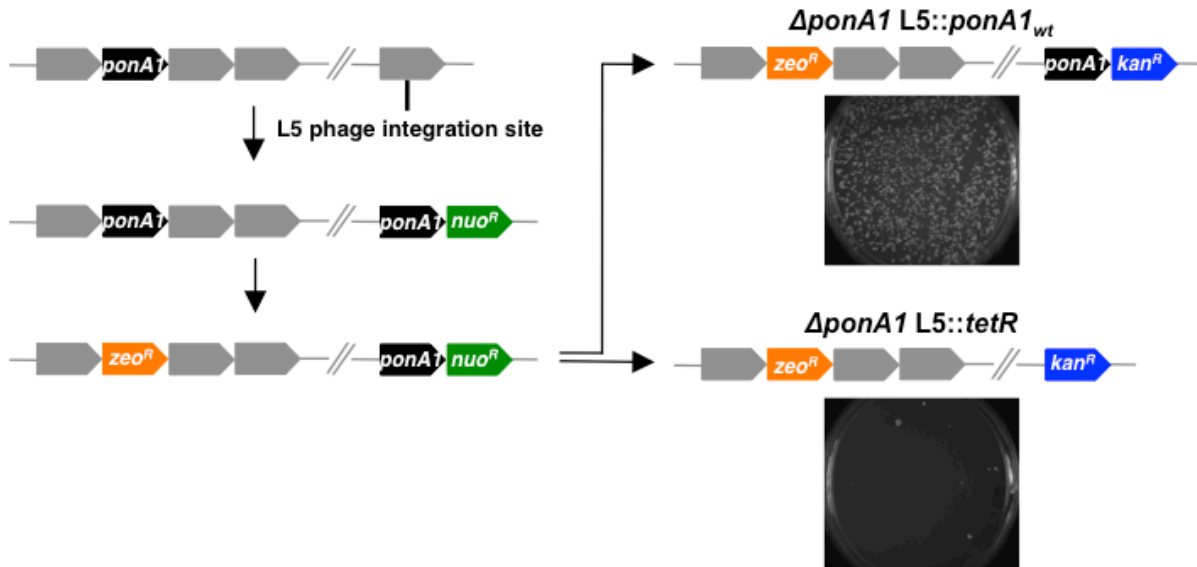 ponA1
L5 phage integration site
ponA1 ponA1 nuoR
zeoR ponA1 nuoR
ΔponA1 L5::ponA1wt
zeoR ponA1 kanR
ΔponA1 L5::tetR
zeoR kanR